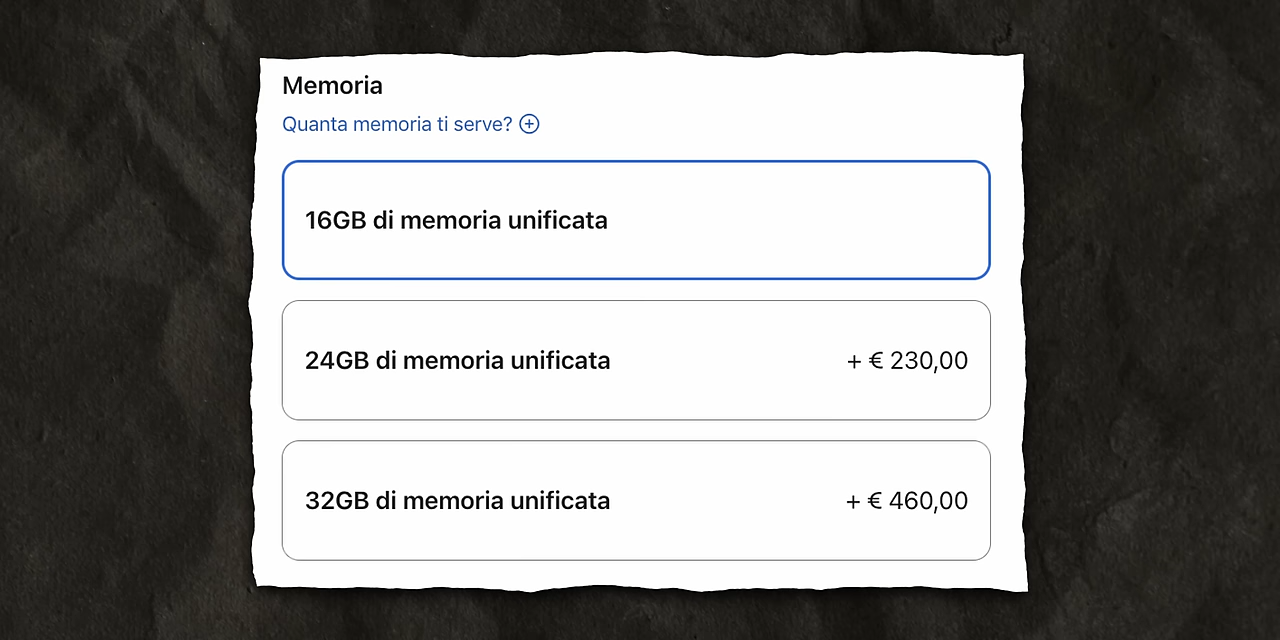 Memoria
Quanta memoria ti serve?
16GB di memoria unificata
24GB di memoria unificata + € 230,00
32GB di memoria unificata + € 460,00